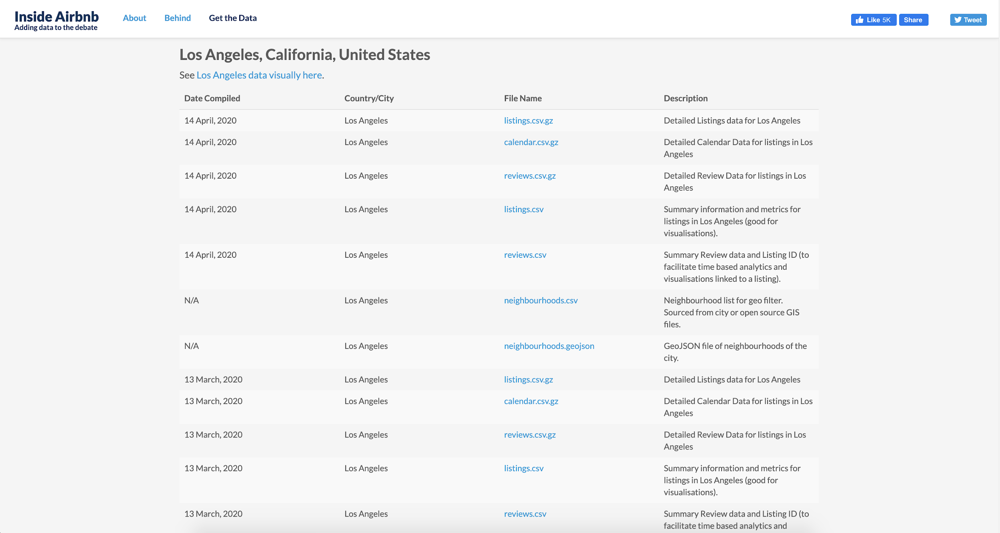 Inside Airbnb
Adding data to the debate
About Behind Get the Data
Like 5K Share Tweet
Los Angeles, California, United States
See Los Angeles data visually here.
Date Compiled Country/City File Name Description
14 April, 2020 Los Angeles listings.csv.gz Detailed Listings data for Los Angeles
14 April, 2020 Los Angeles calendar.csv.gz Detailed Calendar Data for listings in Los
Angeles
14 April, 2020 Los Angeles reviews.csv.gz Detailed Review Data for listings in Los
Angeles
14 April, 2020 Los Angeles listings.csv Summary information and metrics for
listings in Los Angeles (good for
visualisations).
14 April, 2020 Los Angeles reviews.csv Summary Review data and Listing ID (to
facilitate time based analytics and
visualisations linked to a listing).
N/A Los Angeles neighbourhoods.csv Neighbourhood list for geo filter.
Sourced from city or open source GIS
files.
N/A Los Angeles neighbourhoods.geojson GeoJSON file of neighbourhoods of the
city.
13 March, 2020 Los Angeles listings.csv.gz Detailed Listings data for Los Angeles
13 March, 2020 Los Angeles calendar.csv.gz Detailed Calendar Data for listings in Los
Angeles
13 March, 2020 Los Angeles reviews.csv.gz Detailed Review Data for listings in Los
Angeles
13 March, 2020 Los Angeles listings.csv Summary information and metrics for
listings in Los Angeles (good for
visualisations).
13 March, 2020 Los Angeles reviews.csv Summary Review data and Listing ID (to
facilitate time based analytics and